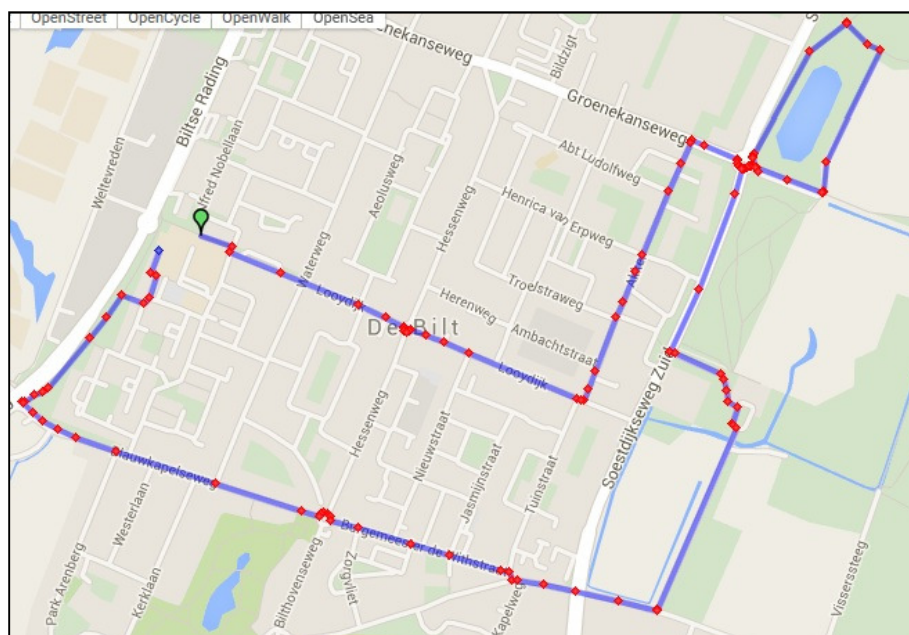 OpenStreet
OpenCycle
OpenWalk
OpenSea
Biltse Rading
Groenekanseweg
Bildzigt
Weltevreden
Alfred Nobellaan
Aeolusweg
Hessenweg
Abt Ludolfweg
Henrica van Erpweg
Waterweg
Looydijk
Herenweg
Troelstraweg
De Bilt
Ambachtstraat
Looydijk
Soestdijkseweg Zuid
Hessenweg
Nieuwstraat
Jasmijnstraat
Tuinstraat
Westerlaan
Park Arenberg
Kerklaan
Bilthovenseweg
Zorgvliet
Kapelweg
Visserssteeg